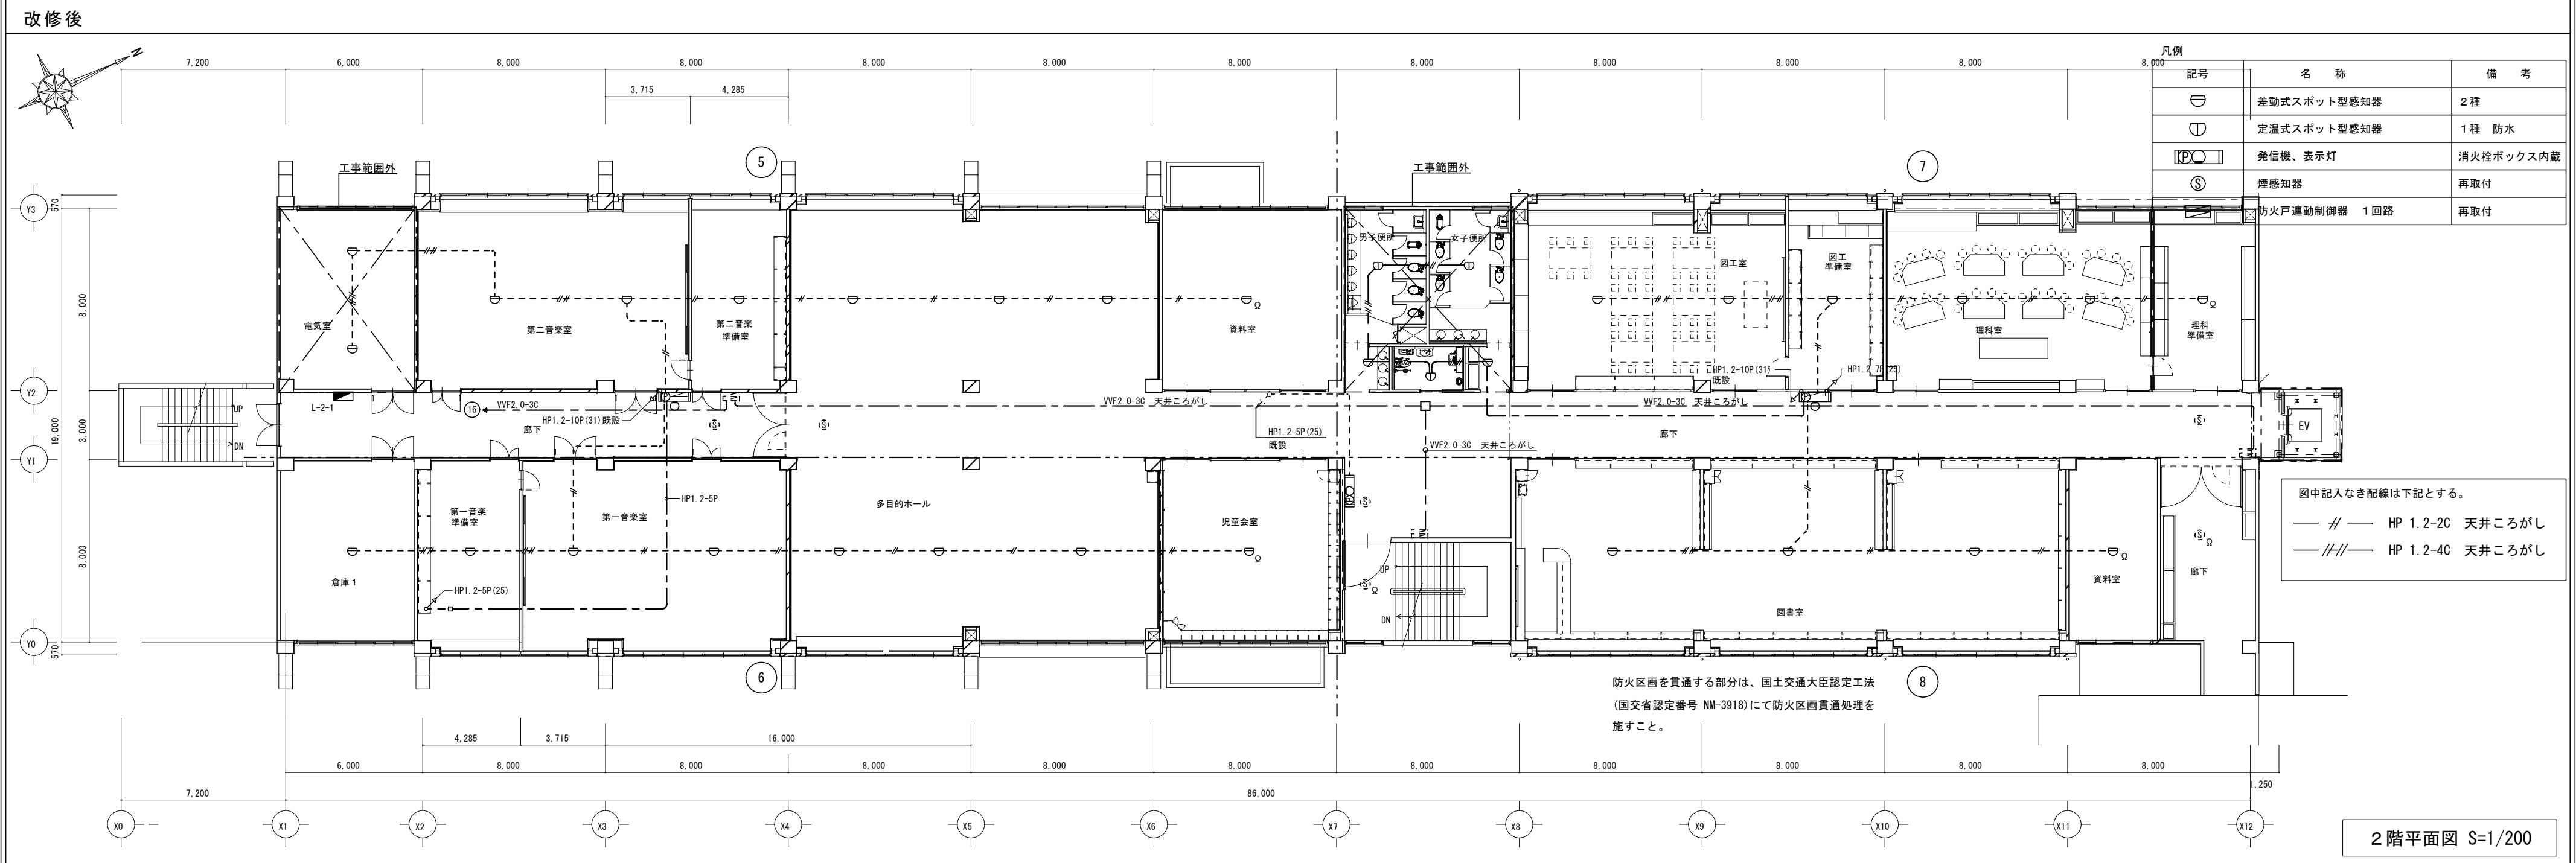 改修後
N
7,200
6,000
8,000
8,000
8,000
8,000
8,000
8,000
8,000
8,000
8,000
8,000
3,715
4,285
凡例
記号
名　称
備　考
差動式スポット型感知器
2種
定温式スポット型感知器
1種　防水
P
発信機、表示灯
消火栓ボックス内蔵
S
煙感知器
再取付
防火戸連動制御器　1回路
再取付
工事範囲外
5
工事範囲外
7
Y3
570
8,000
Y2
3,000
19,000
Y1
8,000
Y0
570
電気室
第二音楽室
第二音楽
準備室
資料室
Ω
男子便所
女子便所
図工室
図工
準備室
理科室
理科
準備室
Ω
UP
DN
L-2-1
16
VVF2.0-3C
HP1.2-10P(31)既設
廊下
S
S
VVF2.0-3C　天井ころがし
HP1.2-5P(25)
既設
VVF2.0-3C　天井ころがし
HP1.2-10P(31)
既設
HP1.2-7P(25)
VVF2.0-3C　天井ころがし
廊下
S
EV
倉庫1
第一音楽
準備室
HP1.2-5P(25)
第一音楽室
HP1.2-5P
多目的ホール
児童会室
Ω
S
S
Ω
UP
DN
図書室
資料室
Ω
S
Ω
廊下
図中記入なき配線は下記とする。
HP 1.2-2C　天井ころがし
HP 1.2-4C　天井ころがし
6
8
防火区画を貫通する部分は、国土交通大臣認定工法
(国交省認定番号 NM-3918)にて防火区画貫通処理を
施すこと。
4,285
3,715
16,000
6,000
8,000
8,000
8,000
8,000
8,000
8,000
8,000
8,000
8,000
8,000
7,200
86,000
1,250
X0
X1
X2
X3
X4
X5
X6
X7
X8
X9
X10
X11
X12
2階平面図 S=1/200